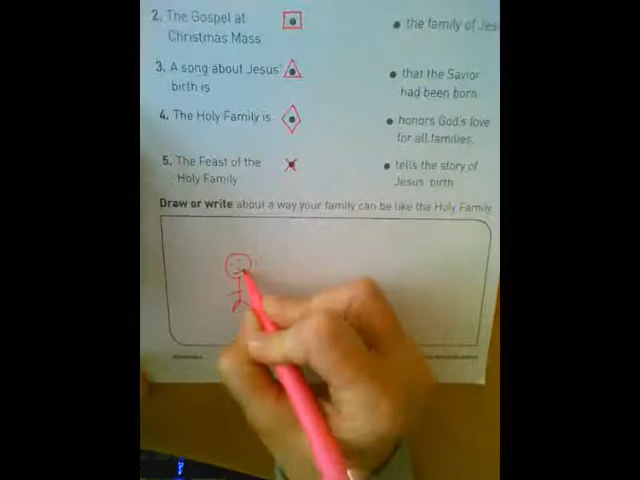 2. The Gospel at the family of Jes
Christmas Mass
3. A song about Jesus' that the Savior
birth is had been born.
4. The Holy Family is honors God's love
for all families.
5. The Feast of the tells the story of
Holy Family Jesus' birth.
Draw or write about a way your family can be like the Holy Family.